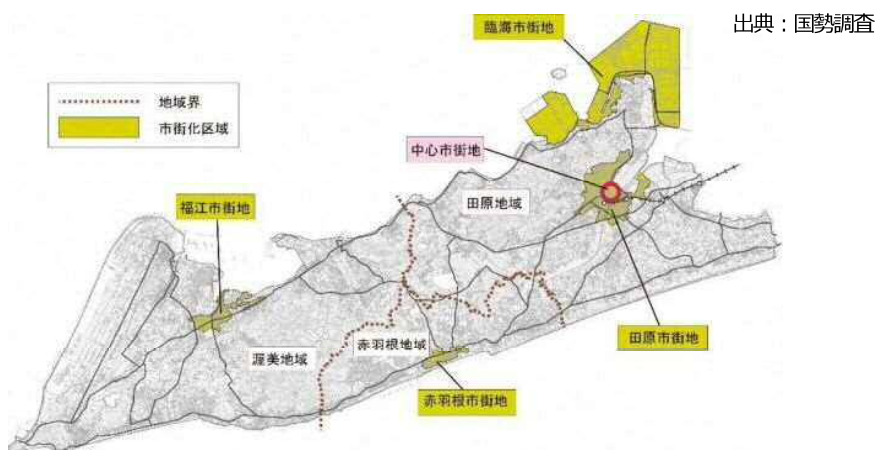 出典：国勢調査
臨海市街地
地域界
市街化区域
中心市街地
田原地域
福江市街地
渥美地域
赤羽根地域
田原市街地
赤羽根市街地